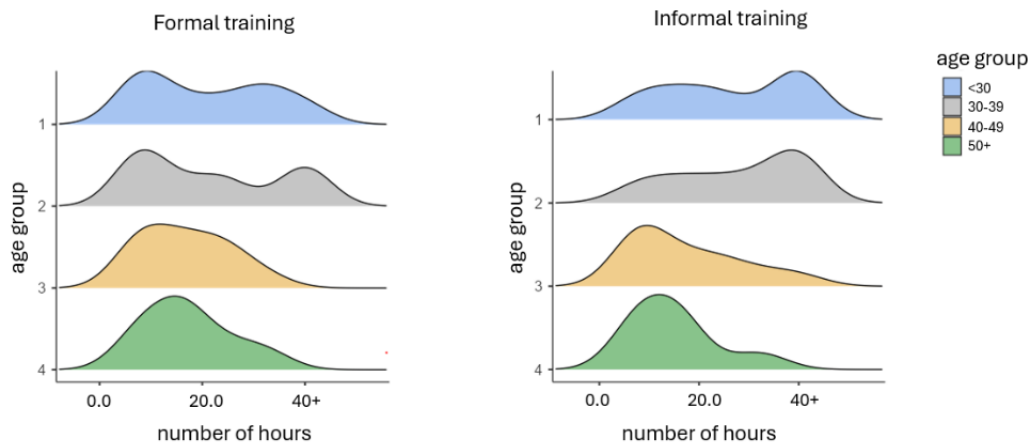 Formal training
age group
1
2
3
4
0.0 20.0 40+
number of hours
Informal training
age group
1
2
3
4
0.0 20.0 40+
number of hours
age group
<30
30-39
40-49
50+